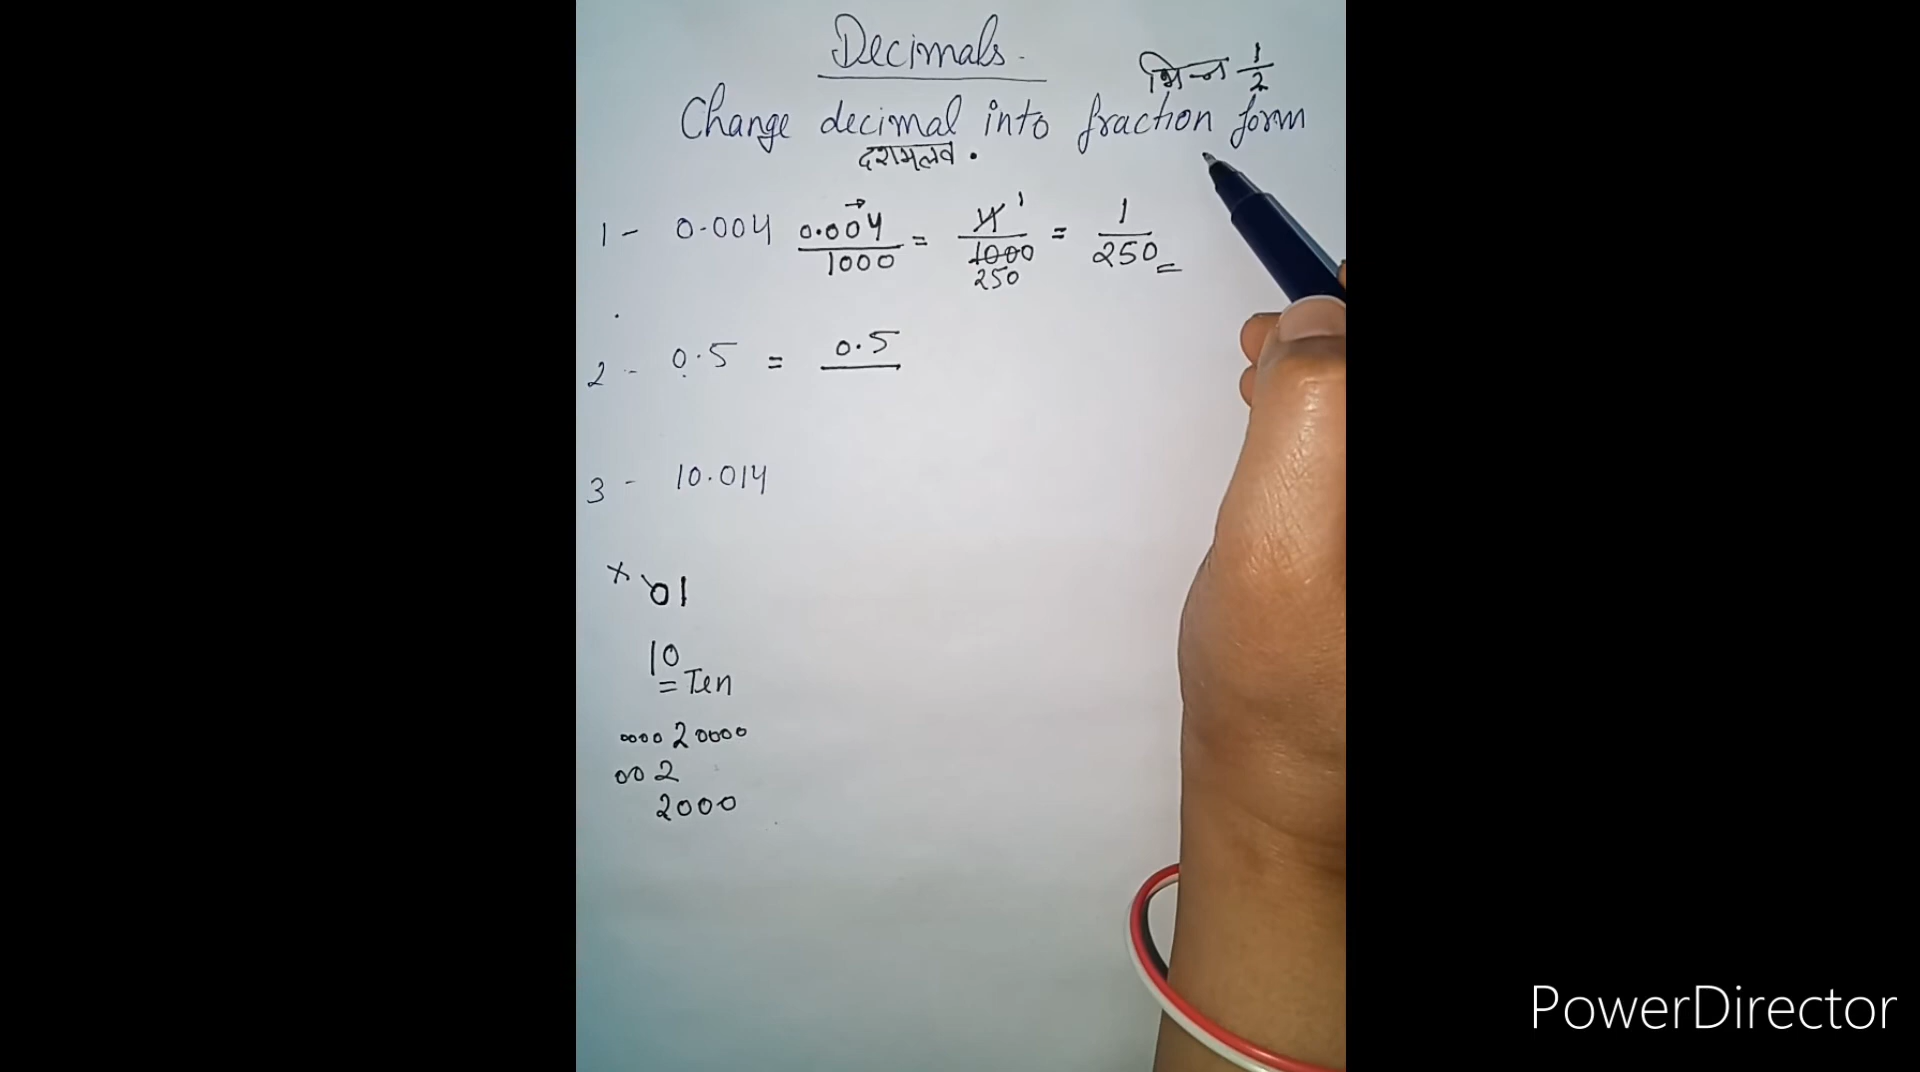 Decimals.
भिन्न 1/2
Change decimal into fraction form
दशमलव .
1 - 0.004 0.004/1000 = 4/1000 1 250 = 1/250
2 - 0.5 = 0.5
3 - 10.014
x 01
10
= Ten
0000 2 0000
00 2
2000
PowerDirector